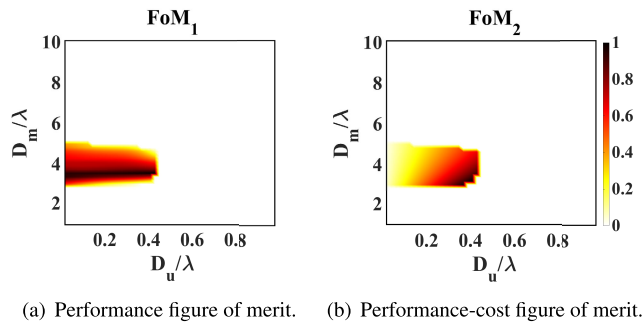 FoM1
FoM2
10
8
6
4
2
Dm/λ
0.2 0.4 0.6 0.8
Du/λ
10
8
6
4
2
Dm/λ
0.2 0.4 0.6 0.8
Du/λ
1
0.8
0.6
0.4
0.2
0
(a) Performance figure of merit.
(b) Performance-cost figure of merit.